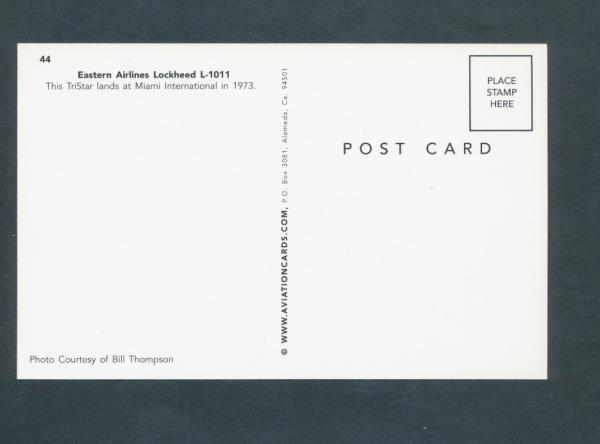 44
Eastern Airlines Lockheed L-1011
This TriStar lands at Miami International in 1973.
Photo Courtesy of Bill Thompson
© WWW.AVIATIONCARDS.COM, P.O. Box 3081, Alameda, Ca. 94501
PLACE
STAMP
HERE
POST CARD